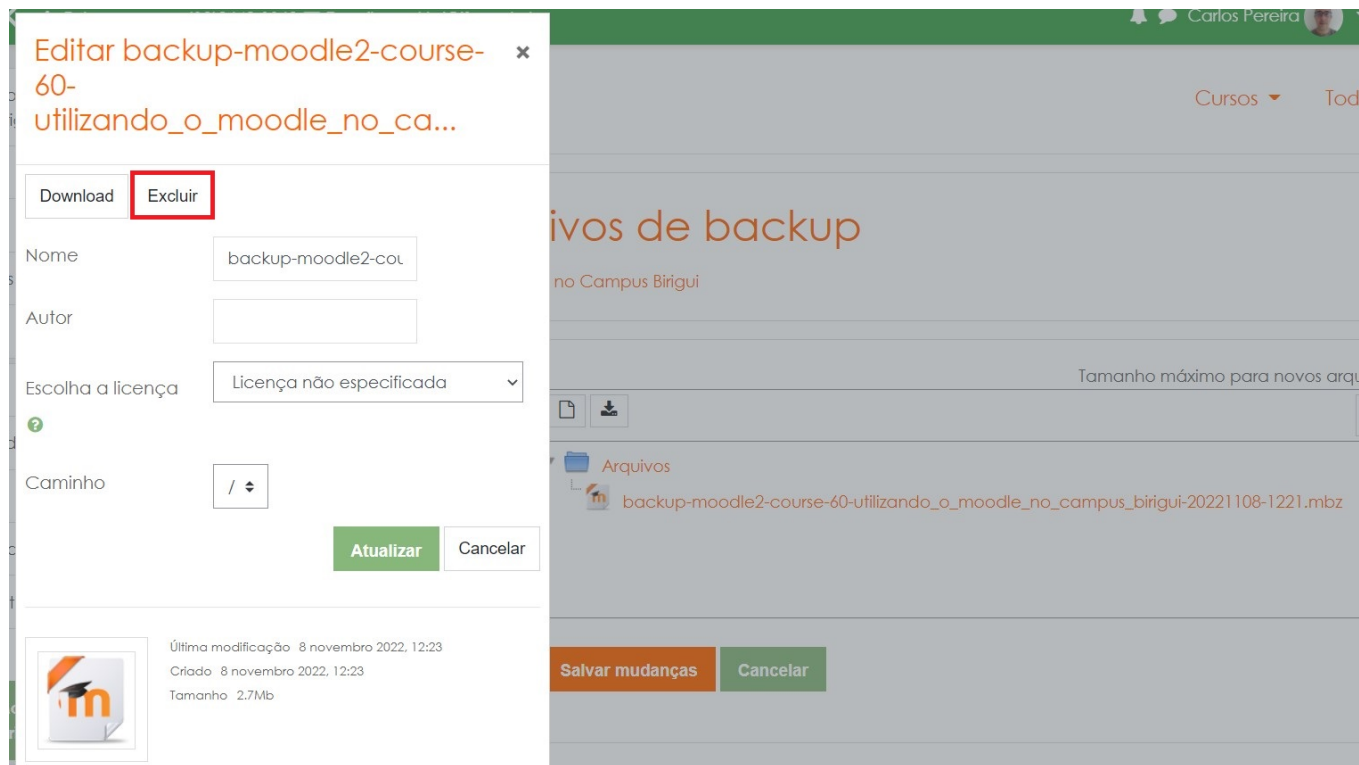 Carlos Pereira
Editar backup-moodle2-course-
60-
utilizando_o_moodle_no_ca...
×
Cursos
Tod
Download
Excluir
ivos de backup
Nome
backup-moodle2-cou
no Campus Birigui
Autor
Escolha a licença
Licença não especificada
Tamanho máximo para novos arqu
Caminho
/
Arquivos
backup-moodle2-course-60-utilizando_o_moodle_no_campus_birigui-20221108-1221.mbz
Atualizar
Cancelar
Última modificação 8 novembro 2022, 12:23
Criado 8 novembro 2022, 12:23
Tamanho 2.7Mb
Salvar mudanças
Cancelar